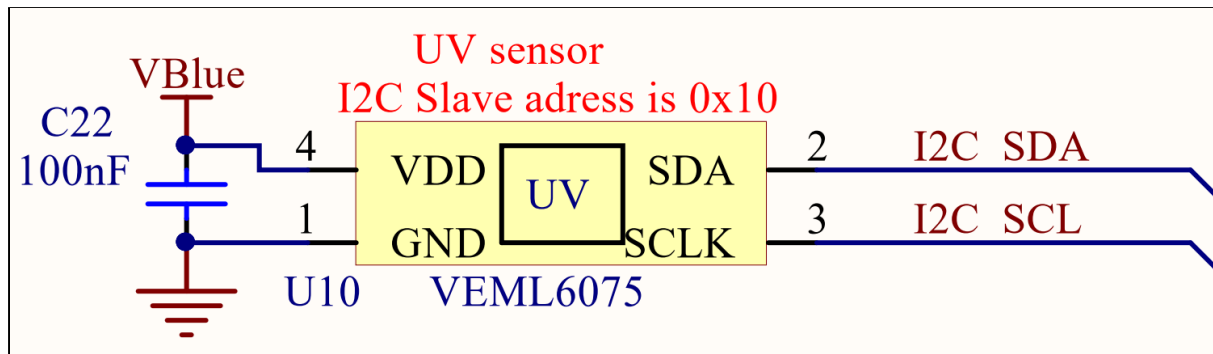 UV sensor
I2C Slave adress is 0x10
VBlue
C22
100nF
4
VDD
UV
SDA
2
I2C SDA
1
GND
SCLK
3
I2C SCL
U10
VEML6075